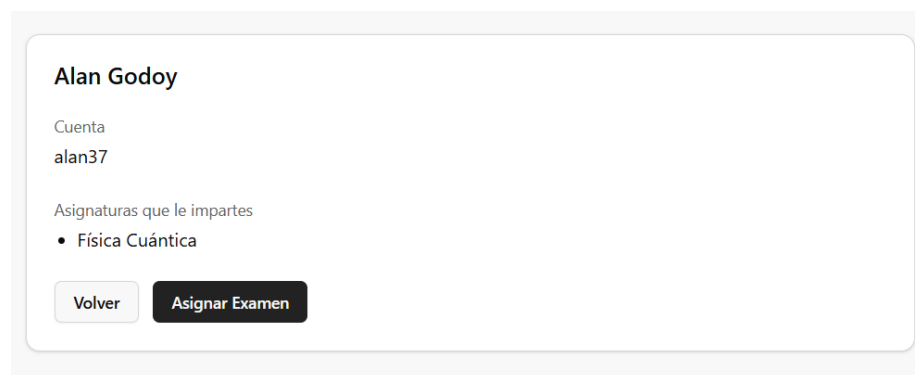 Alan Godoy
Cuenta
alan37
Asignaturas que le impartes
• Física Cuántica
Volver Asignar Examen